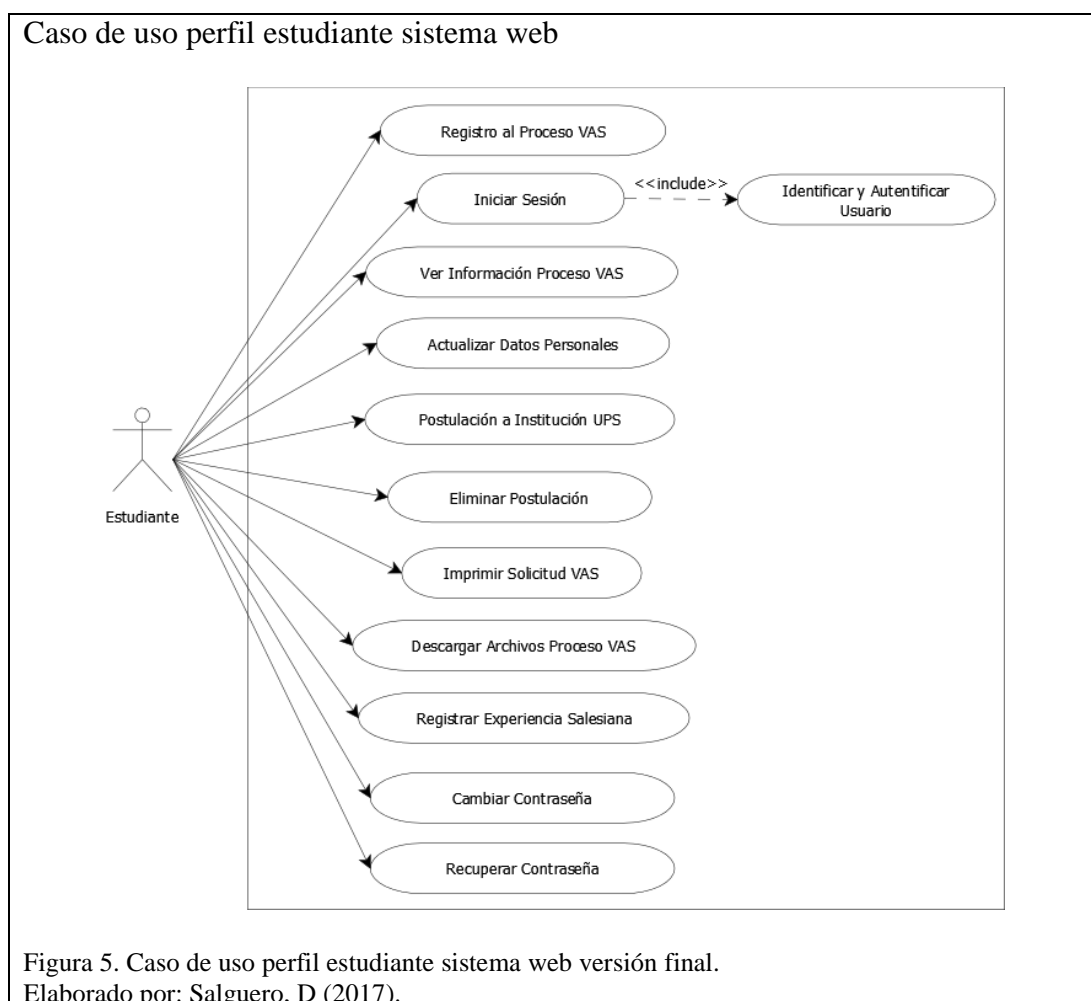 Caso de uso perfil estudiante sistema web
Registro al Proceso VAS
Iniciar Sesión
<<include>>
Identificar y Autentificar
Usuario
Ver Información Proceso VAS
Actualizar Datos Personales
Postulación a Institución UPS
Eliminar Postulación
Estudiante
Imprimir Solicitud VAS
Descargar Archivos Proceso VAS
Registrar Experiencia Salesiana
Cambiar Contraseña
Recuperar Contraseña
Figura 5. Caso de uso perfil estudiante sistema web versión final.
Elaborado por: Salguero, D (2017).